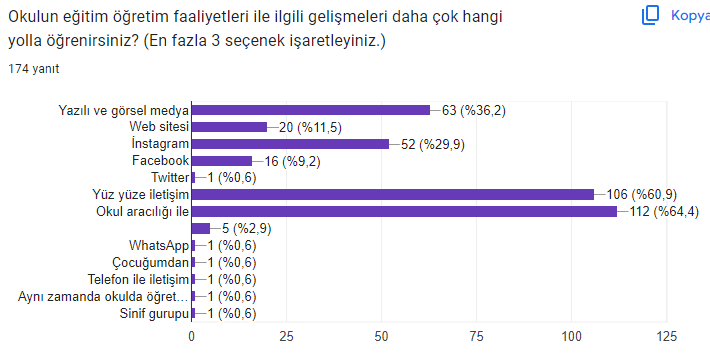 Okulun eğitim öğretim faaliyetleri ile ilgili gelişmeleri daha çok hangi
yolla öğrenirsiniz? (En fazla 3 seçenek işaretleyiniz.)
Kopya
174 yanıt
Yazılı ve görsel medya 63 (%36,2)
Web sitesi 20 (%11,5)
İnstagram 52 (%29,9)
Facebook 16 (%9,2)
Twitter 1 (%0,6)
Yüz yüze iletişim 106 (%60,9)
Okul aracılığı ile 112 (%64,4)
5 (%2,9)
WhatsApp 1 (%0,6)
Çocuğumdan 1 (%0,6)
Telefon ile iletişim 1 (%0,6)
Aynı zamanda okulda öğret... 1 (%0,6)
Sinif gurupu 1 (%0,6)
0 25 50 75 100 125